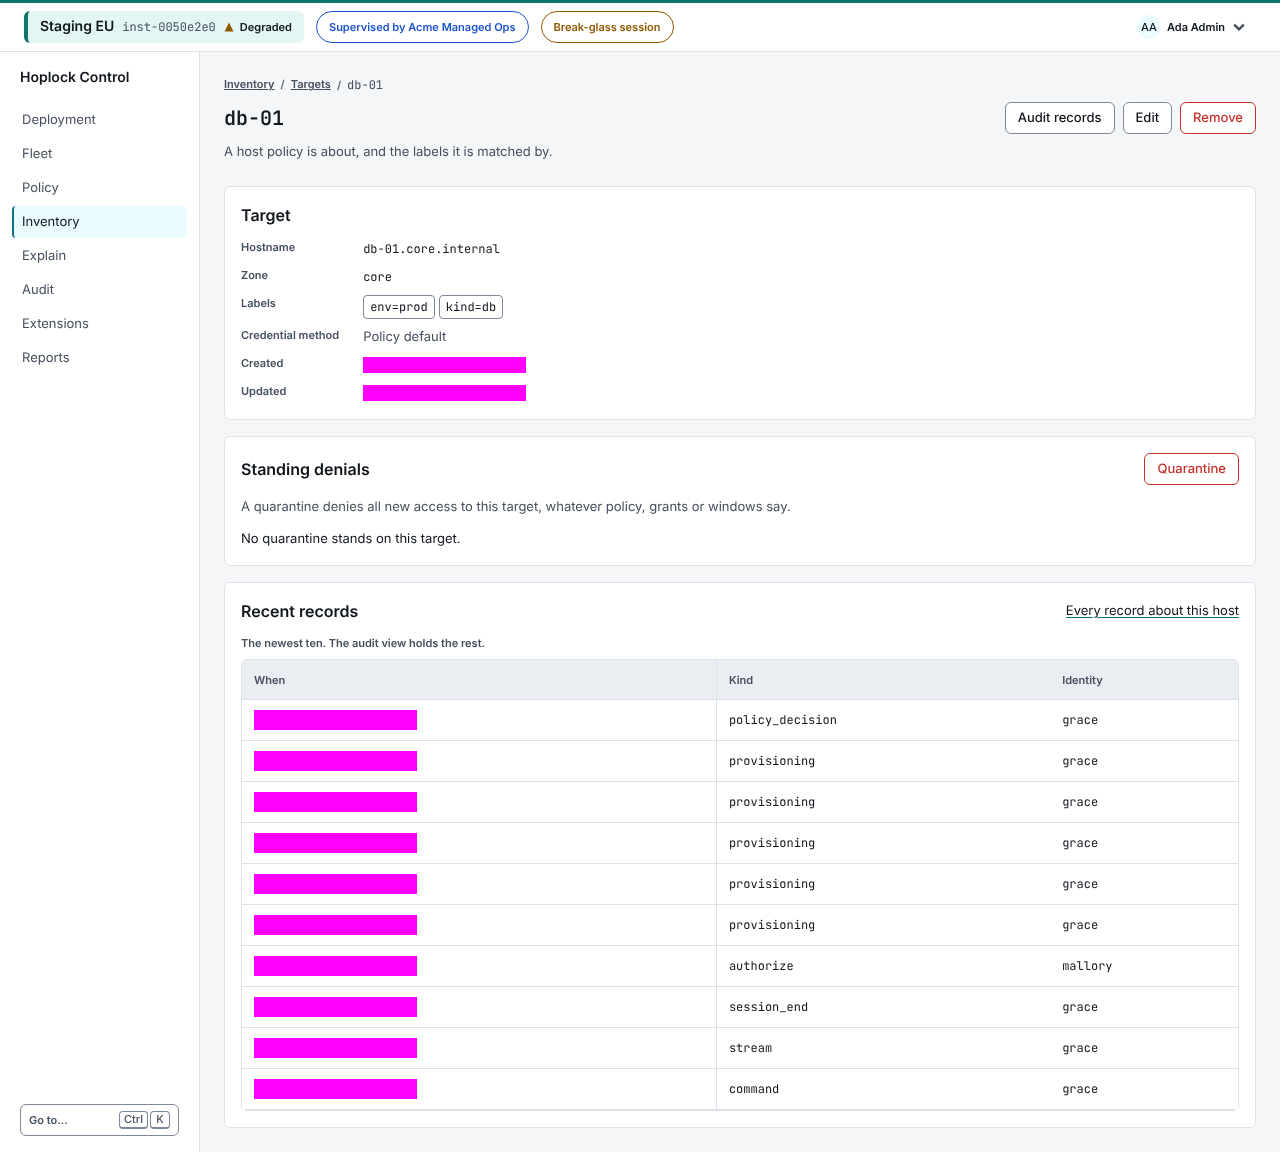 Staging EU inst-0050e2e0 Degraded Supervised by Acme Managed Ops Break-glass session AA Ada Admin
Hoplock Control
Deployment
Fleet
Policy
Inventory
Explain
Audit
Extensions
Reports
Go to... Ctrl K
Inventory / Targets / db-01
db-01
Audit records Edit Remove
A host policy is about, and the labels it is matched by.
Target
Hostname db-01.core.internal
Zone core
Labels env=prod kind=db
Credential method Policy default
Created
Updated
Standing denials Quarantine
A quarantine denies all new access to this target, whatever policy, grants or windows say.
No quarantine stands on this target.
Recent records Every record about this host
The newest ten. The audit view holds the rest.
When Kind Identity
policy_decision grace
provisioning grace
provisioning grace
provisioning grace
provisioning grace
provisioning grace
authorize mallory
session_end grace
stream grace
command grace